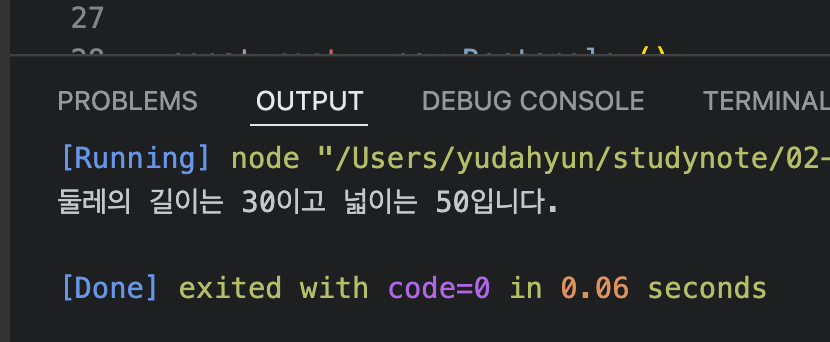 27
PROBLEMS OUTPUT DEBUG CONSOLE TERMINAL
[Running] node "/Users/yudahyun/studynote/02-
둘레의 길이는 30이고 넓이는 50입니다.
[Done] exited with code=0 in 0.06 seconds